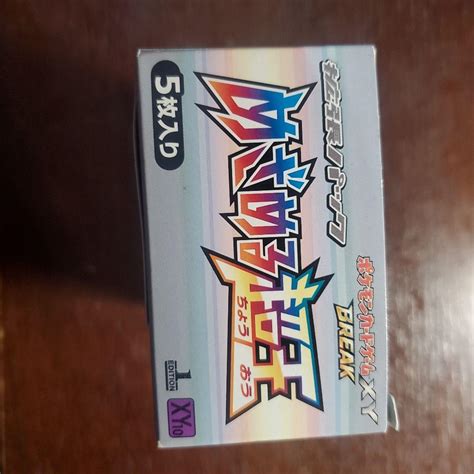 拡張パック
ポケモンカードゲームXY
BREAK
めざめる超王
ちょう おう
5枚入り
1 EDITION
XY10